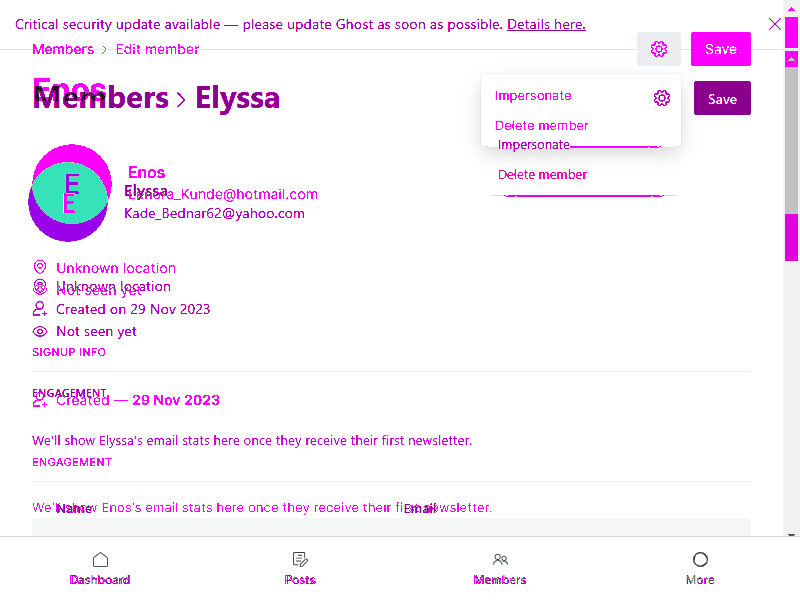 Critical security update available — please update Ghost as soon as possible. Details here.
Members › Edit member
Save
Enos
Members › Elyssa
Save
Impersonate
Delete member
Impersonate
Delete member
E
E
Enos
Elyssa
Lenora_Kunde@hotmail.com
Kade_Bednar62@yahoo.com
Unknown location
Unknown location
Not seen yet
Created on 29 Nov 2023
Not seen yet
SIGNUP INFO
ENGAGEMENT
Created — 29 Nov 2023
We'll show Elyssa's email stats here once they receive their first newsletter.
ENGAGEMENT
We'll show Enos's email stats here once they receive their first newsletter.
Name Email
Dashboard Posts Members More